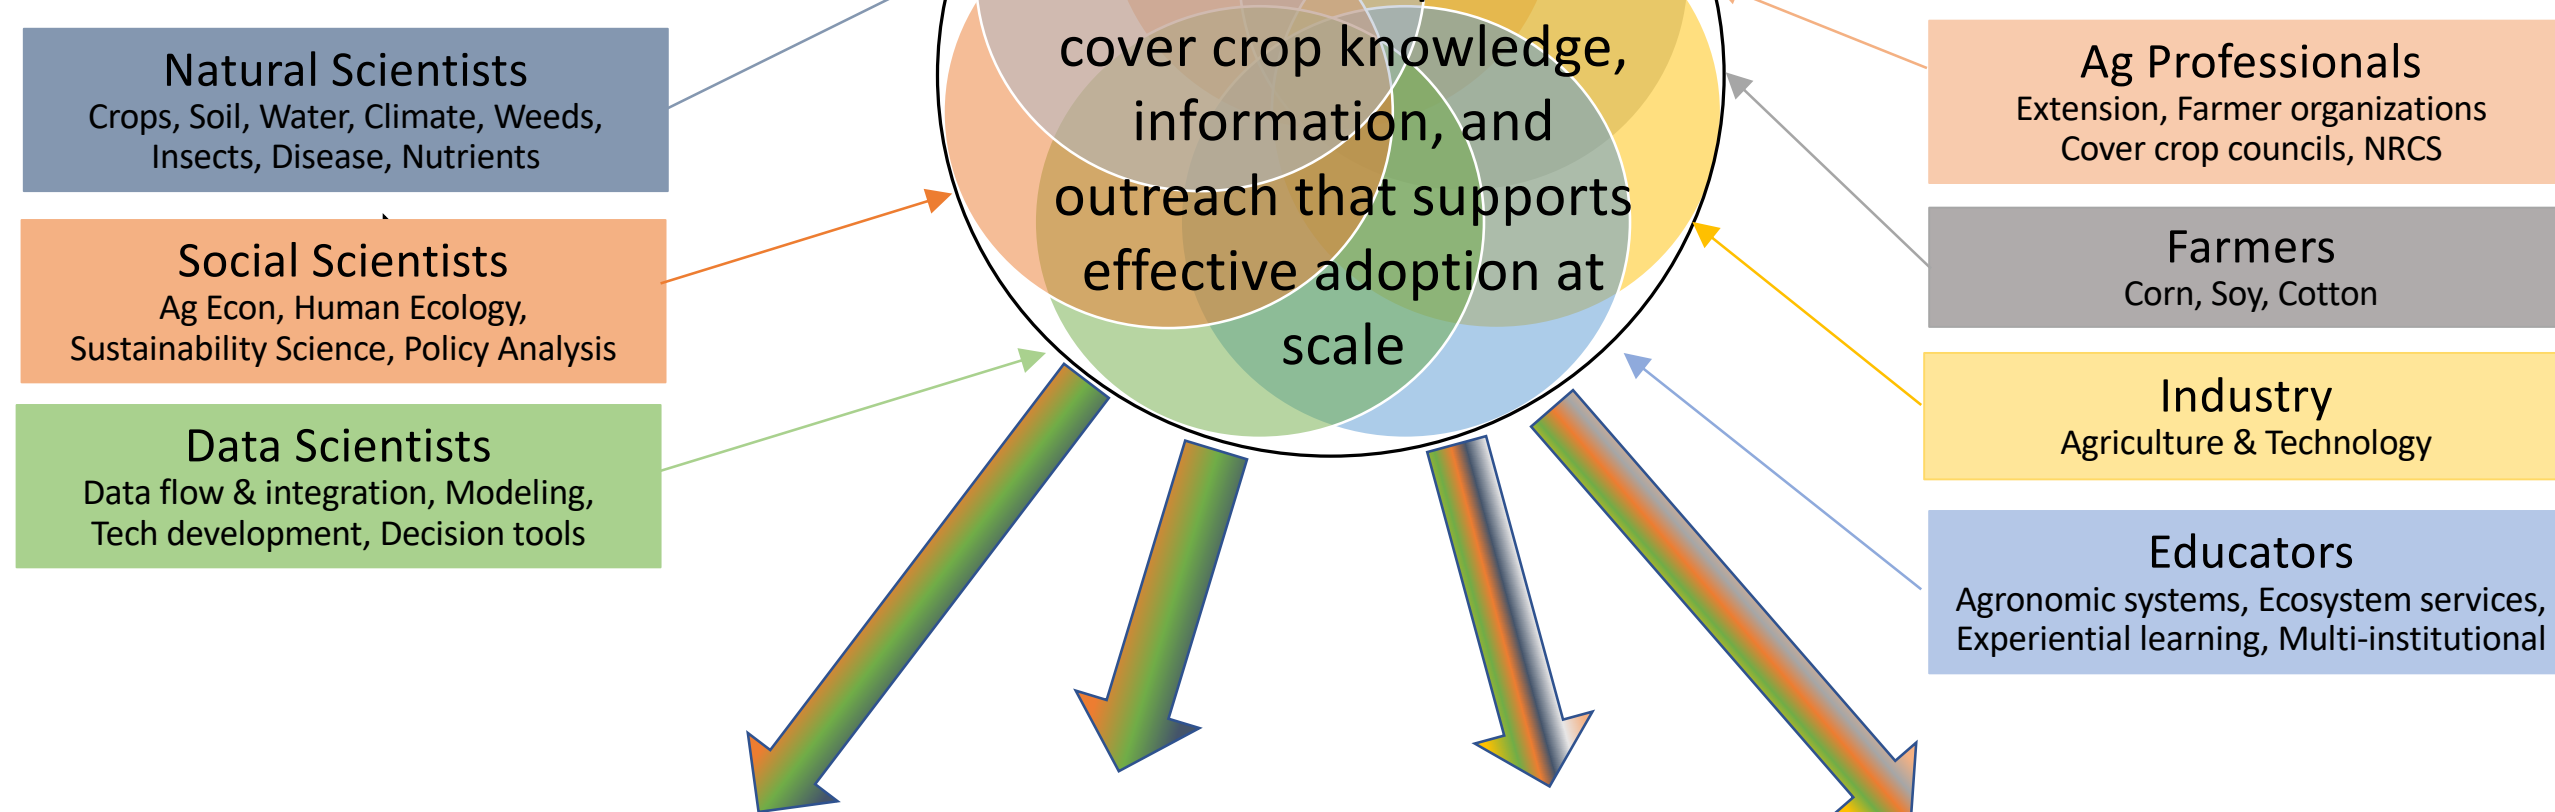 Natural Scientists
Crops, Soil, Water, Climate, Weeds,
Insects, Disease, Nutrients
Social Scientists
Ag Econ, Human Ecology,
Sustainability Science, Policy Analysis
Data Scientists
Data flow & integration, Modeling,
Tech development, Decision tools
cover crop knowledge,
information, and
outreach that supports
effective adoption at
scale
Ag Professionals
Extension, Farmer organizations
Cover crop councils, NRCS
Farmers
Corn, Soy, Cotton
Industry
Agriculture & Technology
Educators
Agronomic systems, Ecosystem services,
Experiential learning, Multi-institutional